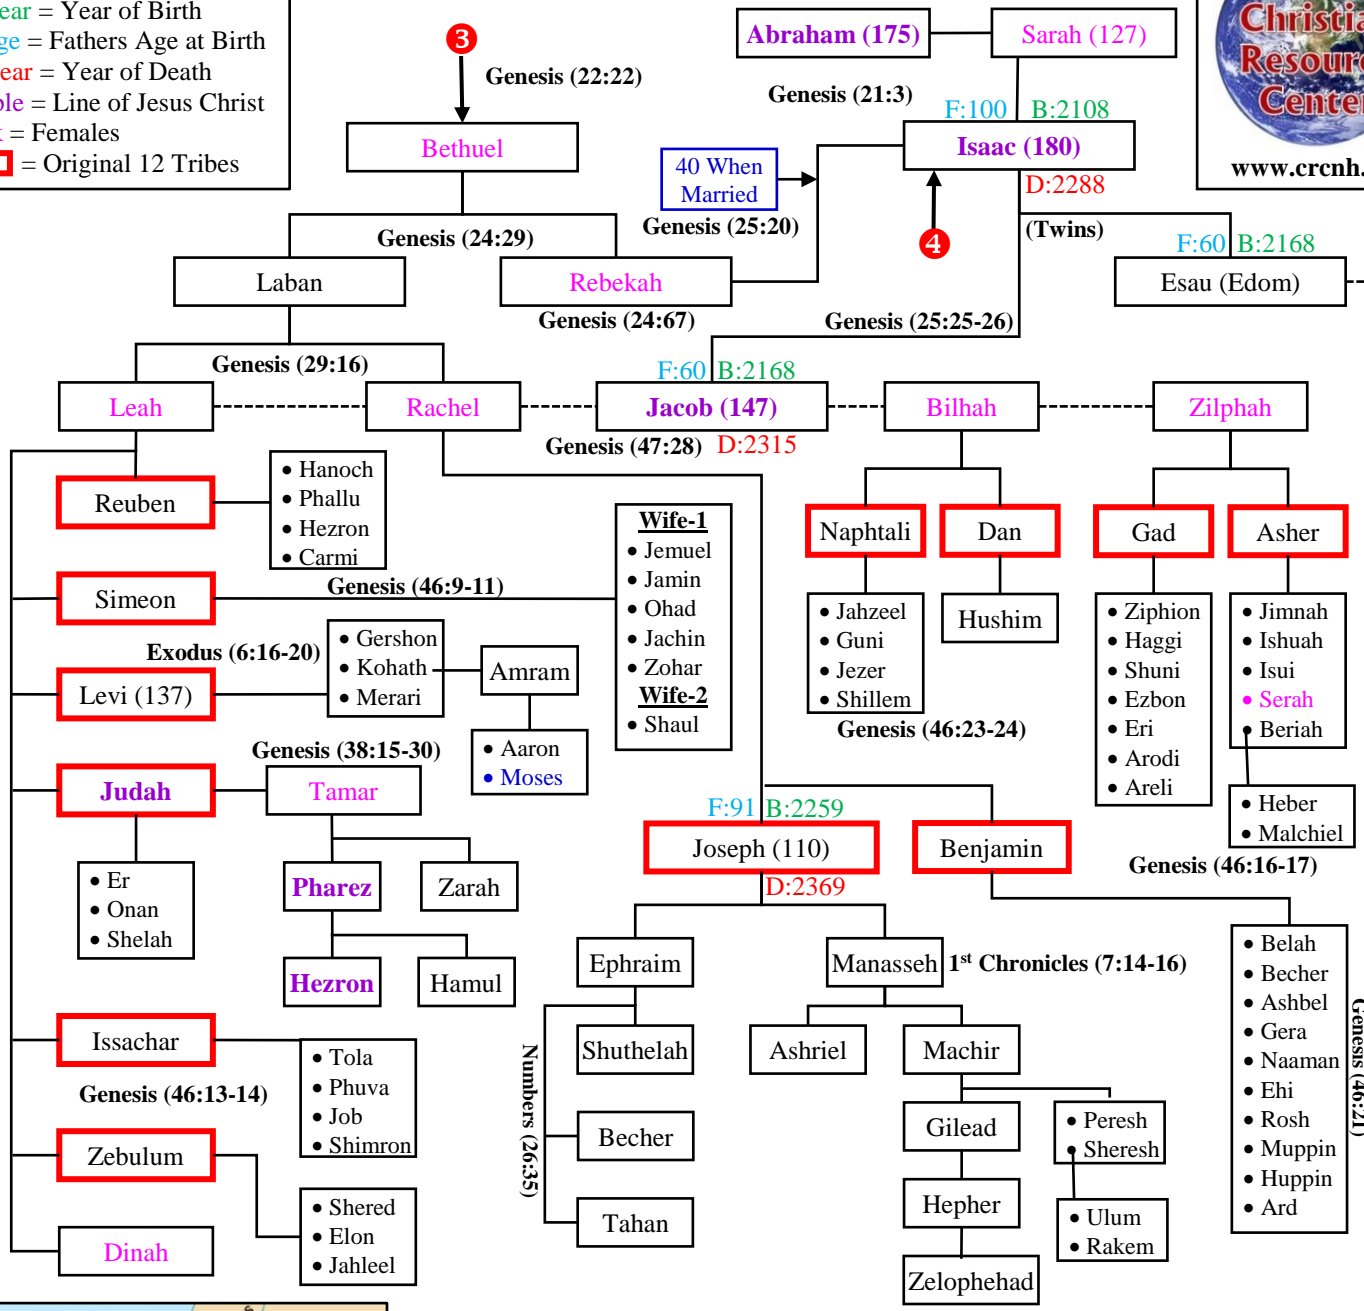 ear = Year of Birth
ge = Fathers Age at Birth
ear = Year of Death
ple = Line of Jesus Christ
k = Females
= Original 12 Tribes
3
Genesis (22:22)
Abraham (175)
Sarah (127)
Genesis (21:3)
F:100
B:2108
Christia
Resour
Center
www.crcnh.
Bethuel
Isaac (180)
40 When
Married
D:2288
Genesis (25:20)
4
(Twins)
Genesis (24:29)
F:60
B:2168
Laban
Rebekah
Esau (Edom)
Genesis (24:67)
Genesis (25:25-26)
Genesis (29:16)
F:60
B:2168
Leah
Rachel
Jacob (147)
Bilhah
Zilphah
Genesis (47:28)
D:2315
Reuben
• Hanoch
• Phallu
• Hezron
• Carmi
Simeon
Genesis (46:9-11)
Wife-1
• Jemuel
• Jamin
• Ohad
• Jachin
• Zohar
Wife-2
• Shaul
Naphtali
Dan
Gad
Asher
• Jahzeel
• Guni
• Jezer
• Shillem
Hushim
• Ziphion
• Haggi
• Shuni
• Ezbon
• Eri
• Arodi
• Areli
• Jimnah
• Ishuah
• Isui
• Serah
• Beriah
Genesis (46:23-24)
• Heber
• Malchiel
Genesis (46:16-17)
Exodus (6:16-20)
Levi (137)
• Gershon
• Kohath
• Merari
Amram
• Aaron
• Moses
Genesis (38:15-30)
Judah
Tamar
• Er
• Onan
• Shelah
Pharez
Zarah
Hezron
Hamul
F:91
B:2259
Joseph (110)
Benjamin
D:2369
Ephraim
Manasseh
1st Chronicles (7:14-16)
• Belah
• Becher
• Ashbel
• Gera
• Naaman
• Ehi
• Rosh
• Muppin
• Huppin
• Ard
Genesis (46:21)
Issachar
• Tola
• Phuva
• Job
• Shimron
Genesis (46:13-14)
Zebulum
• Shered
• Elon
• Jahleel
Dinah
Numbers (26:35)
Shuthelah
Becher
Tahan
Ashriel
Machir
Gilead
• Peresh
• Sheresh
Hepher
• Ulum
• Rakem
Zelophehad